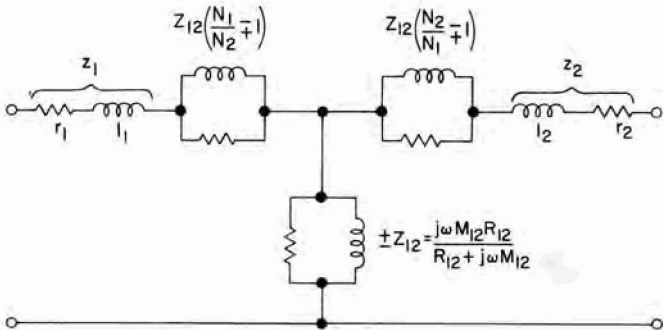 Z₁₂(N₁/N₂ ∓ 1)
Z₁₂(N₂/N₁ ∓ 1)
z₁
z₂
r₁
l₁
l₂
r₂
±Z₁₂ = jωM₁₂R₁₂/R₁₂ + jωM₁₂